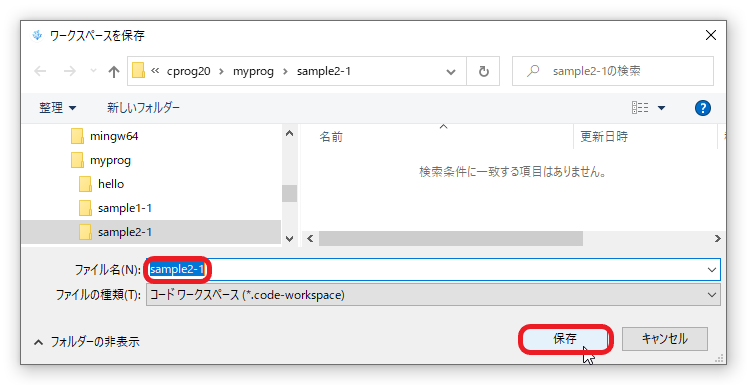 ワークスペースを保存
« cprog20 › myprog › sample2-1
sample2-1の検索
整理 新しいフォルダー
mingw64
myprog
hello
sample1-1
sample2-1
名前 更新日時
検索条件に一致する項目はありません。
ファイル名(N): sample2-1
ファイルの種類(T): コード ワークスペース (*.code-workspace)
フォルダーの非表示
保存 キャンセル